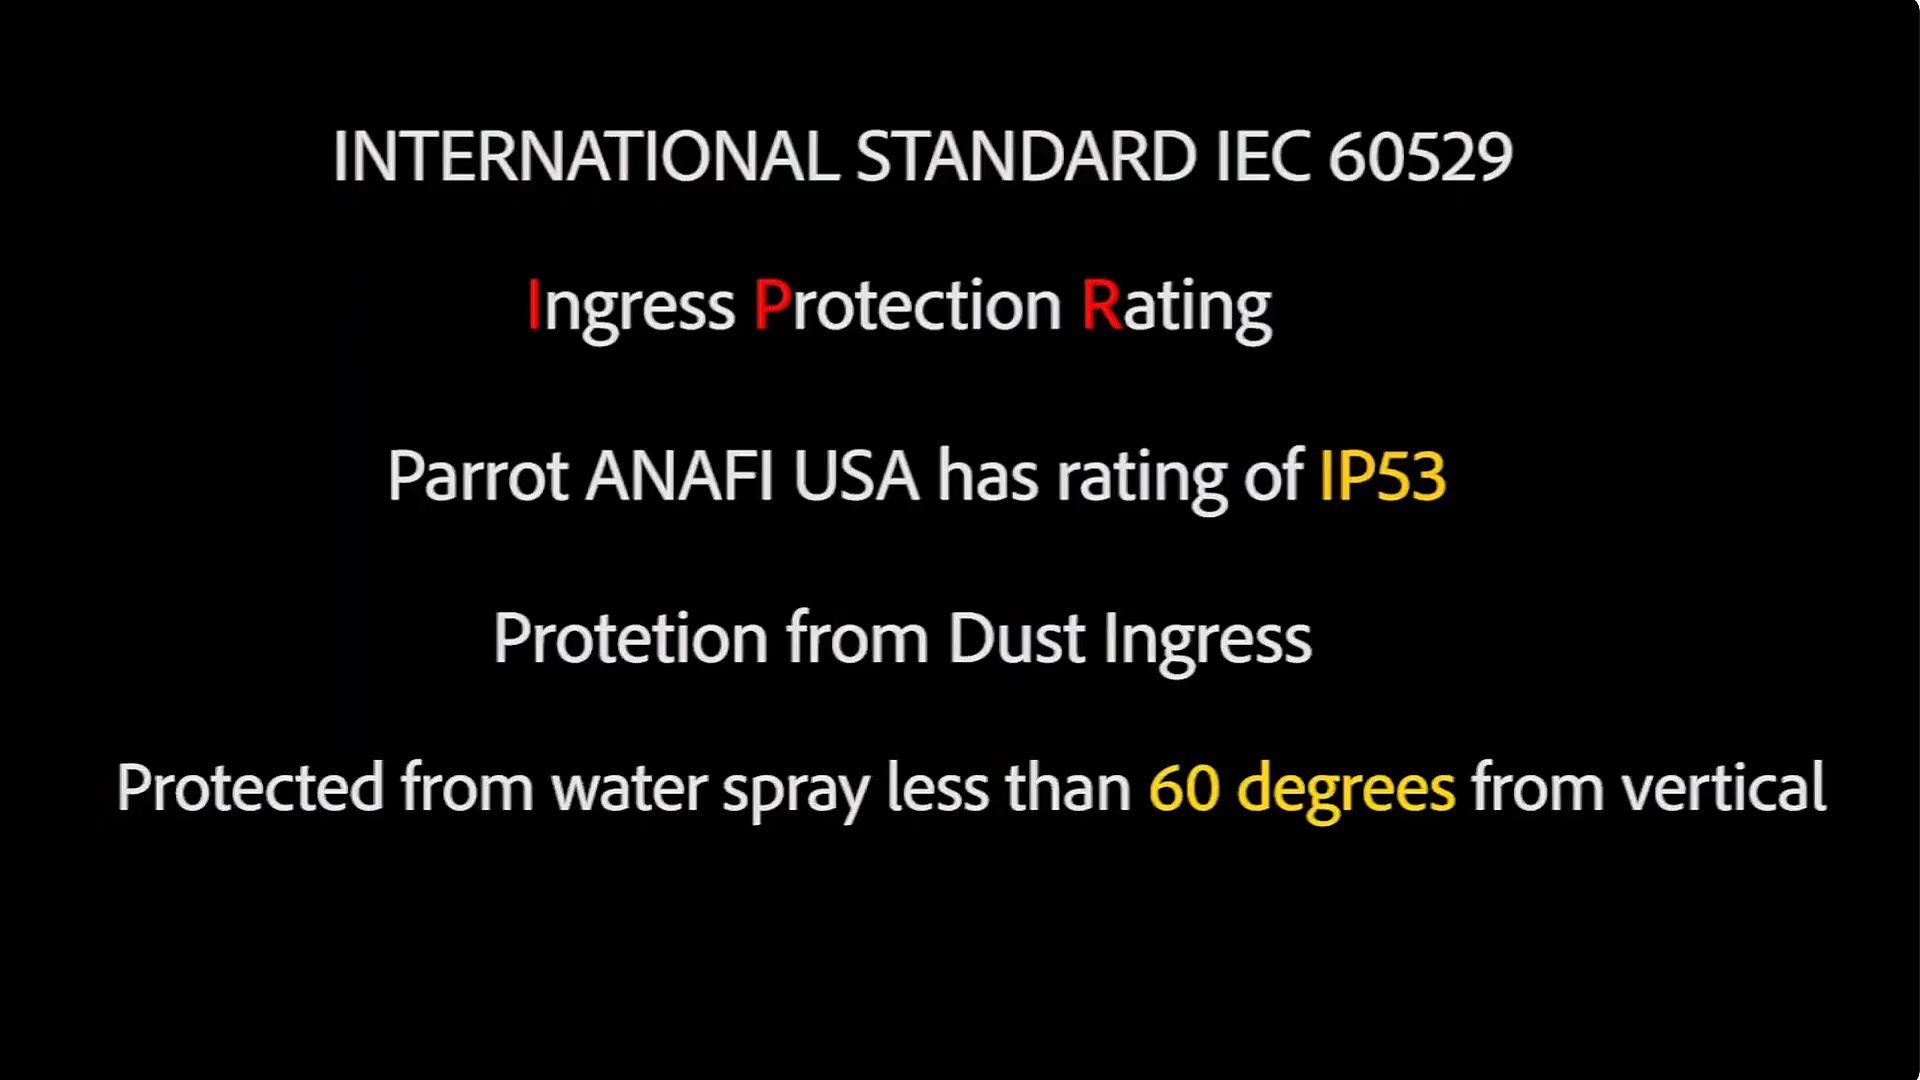 INTERNATIONAL STANDARD IEC 60529
Ingress Protection Rating
Parrot ANAFI USA has rating of IP53
Protetion from Dust Ingress
Protected from water spray less than 60 degrees from vertical